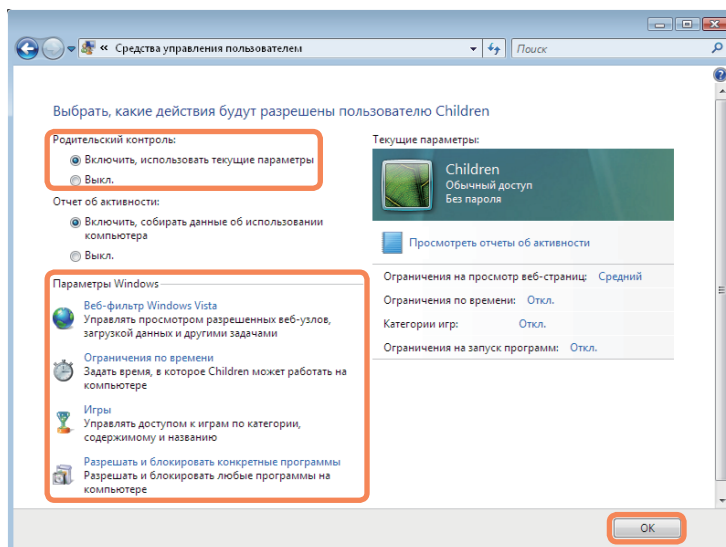 « Средства управления пользователем
Поиск
Выбрать, какие действия будут разрешены пользователю Children
Родительский контроль:
Включить, использовать текущие параметры
Выкл.
Отчет об активности:
Включить, собирать данные об использовании
компьютера
Выкл.
Параметры Windows
Веб-фильтр Windows Vista
Управлять просмотром разрешенных веб-узлов,
загрузкой данных и другими задачами
Ограничения по времени
Задать время, в которое Children может работать на
компьютере
Игры
Управлять доступом к играм по категории,
содержимому и названию
Разрешать и блокировать конкретные программы
Разрешать и блокировать любые программы на
компьютере
Текущие параметры:
Children
Обычный доступ
Без пароля
Просмотреть отчеты об активности
Ограничения на просмотр веб-страниц: Средний
Ограничения по времени: Откл.
Категории игр: Откл.
Ограничения на запуск программ: Откл.
OK